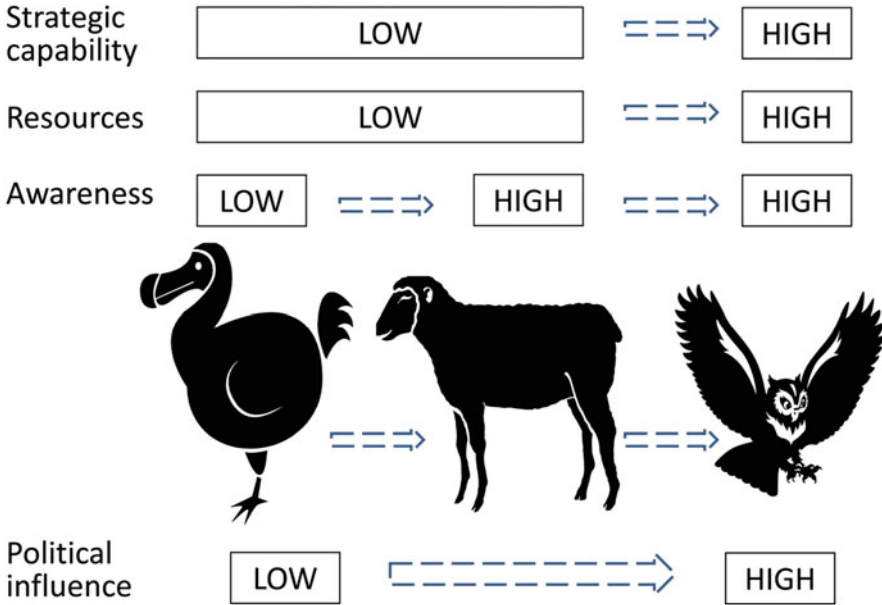 Strategic
capability
LOW
HIGH
Resources
LOW
HIGH
Awareness
LOW
HIGH
HIGH
Political
influence
LOW
HIGH